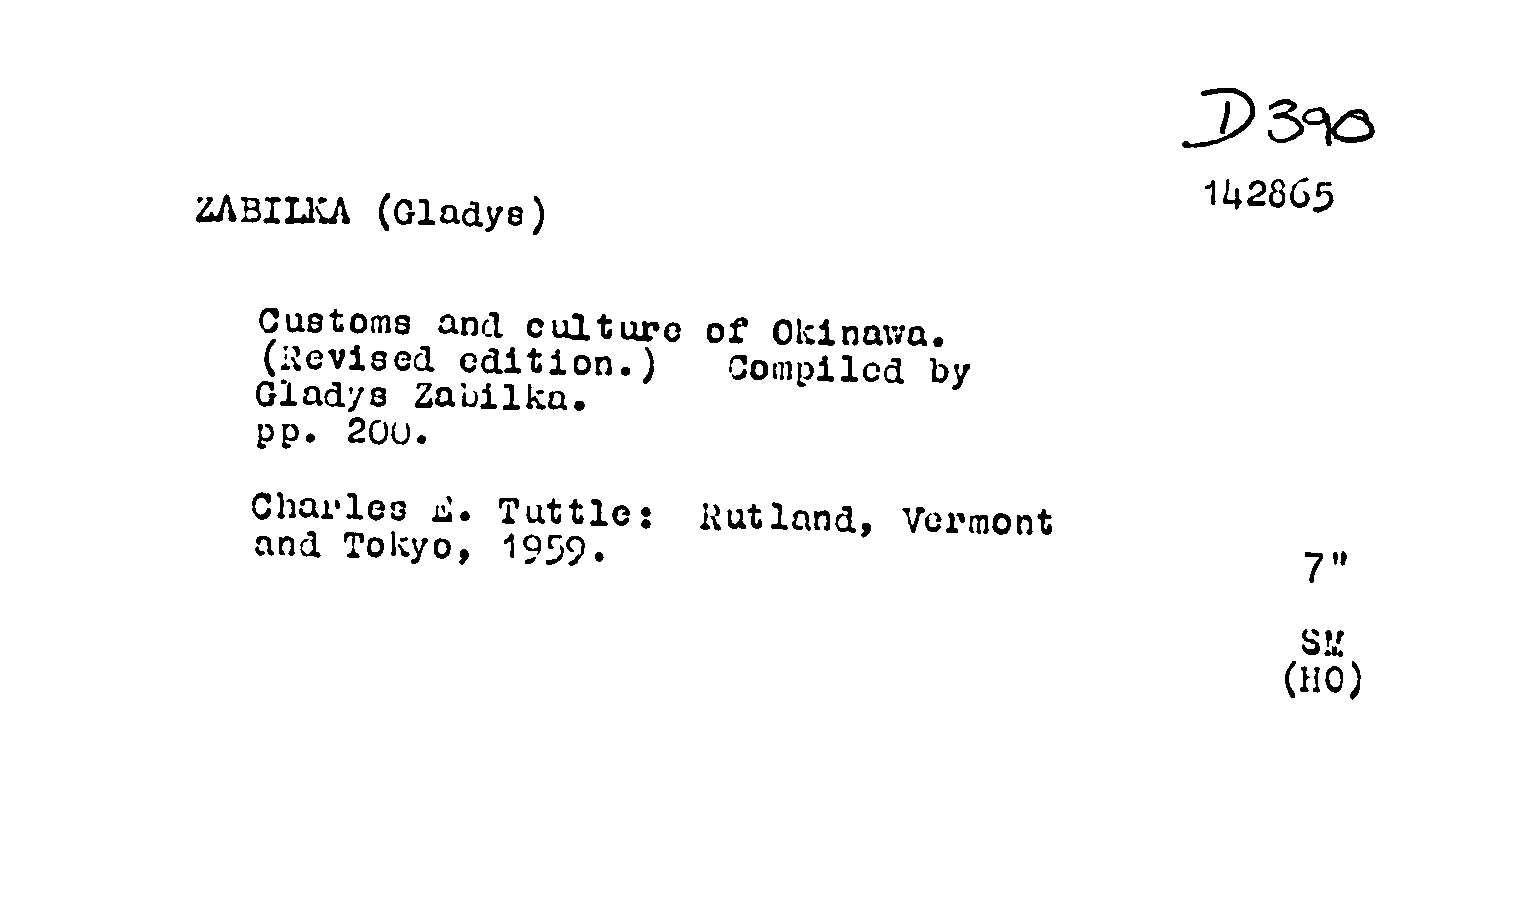 D390
142865
ZABILKA (Gladys)
Customs and culture of Okinawa.
(Revised edition.) Compiled by
Gladys Zabilka.
pp. 200.
Charles E. Tuttle: Rutland, Vermont
and Tokyo, 1959.
7"
SM
(HO)